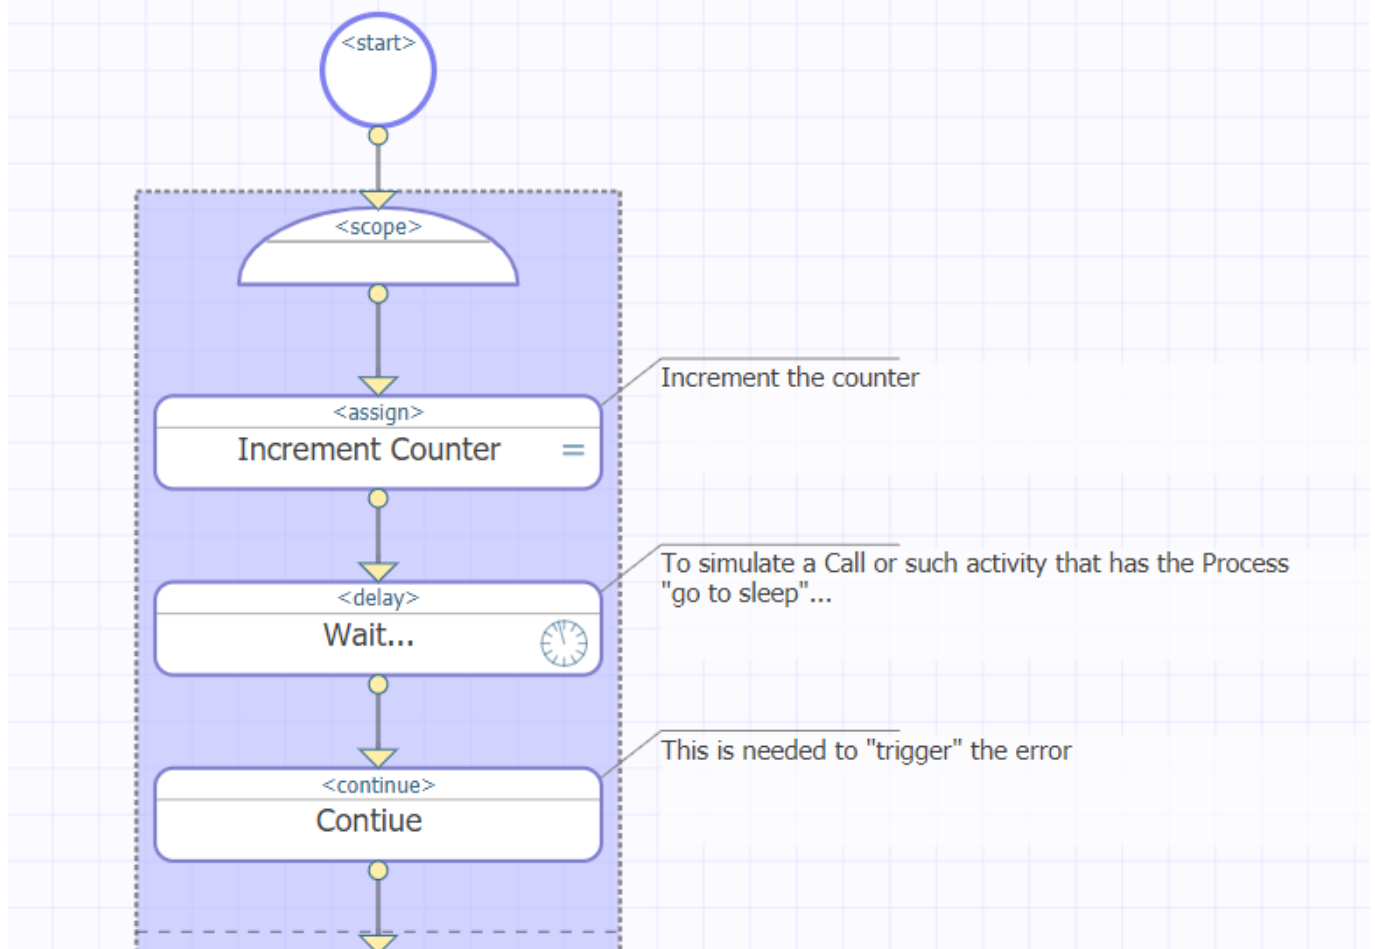 <start>
<scope>
Increment the counter
<assign>
Increment Counter
=
To simulate a Call or such activity that has the Process
"go to sleep"...
<delay>
Wait...
This is needed to "trigger" the error
<continue>
Contiue